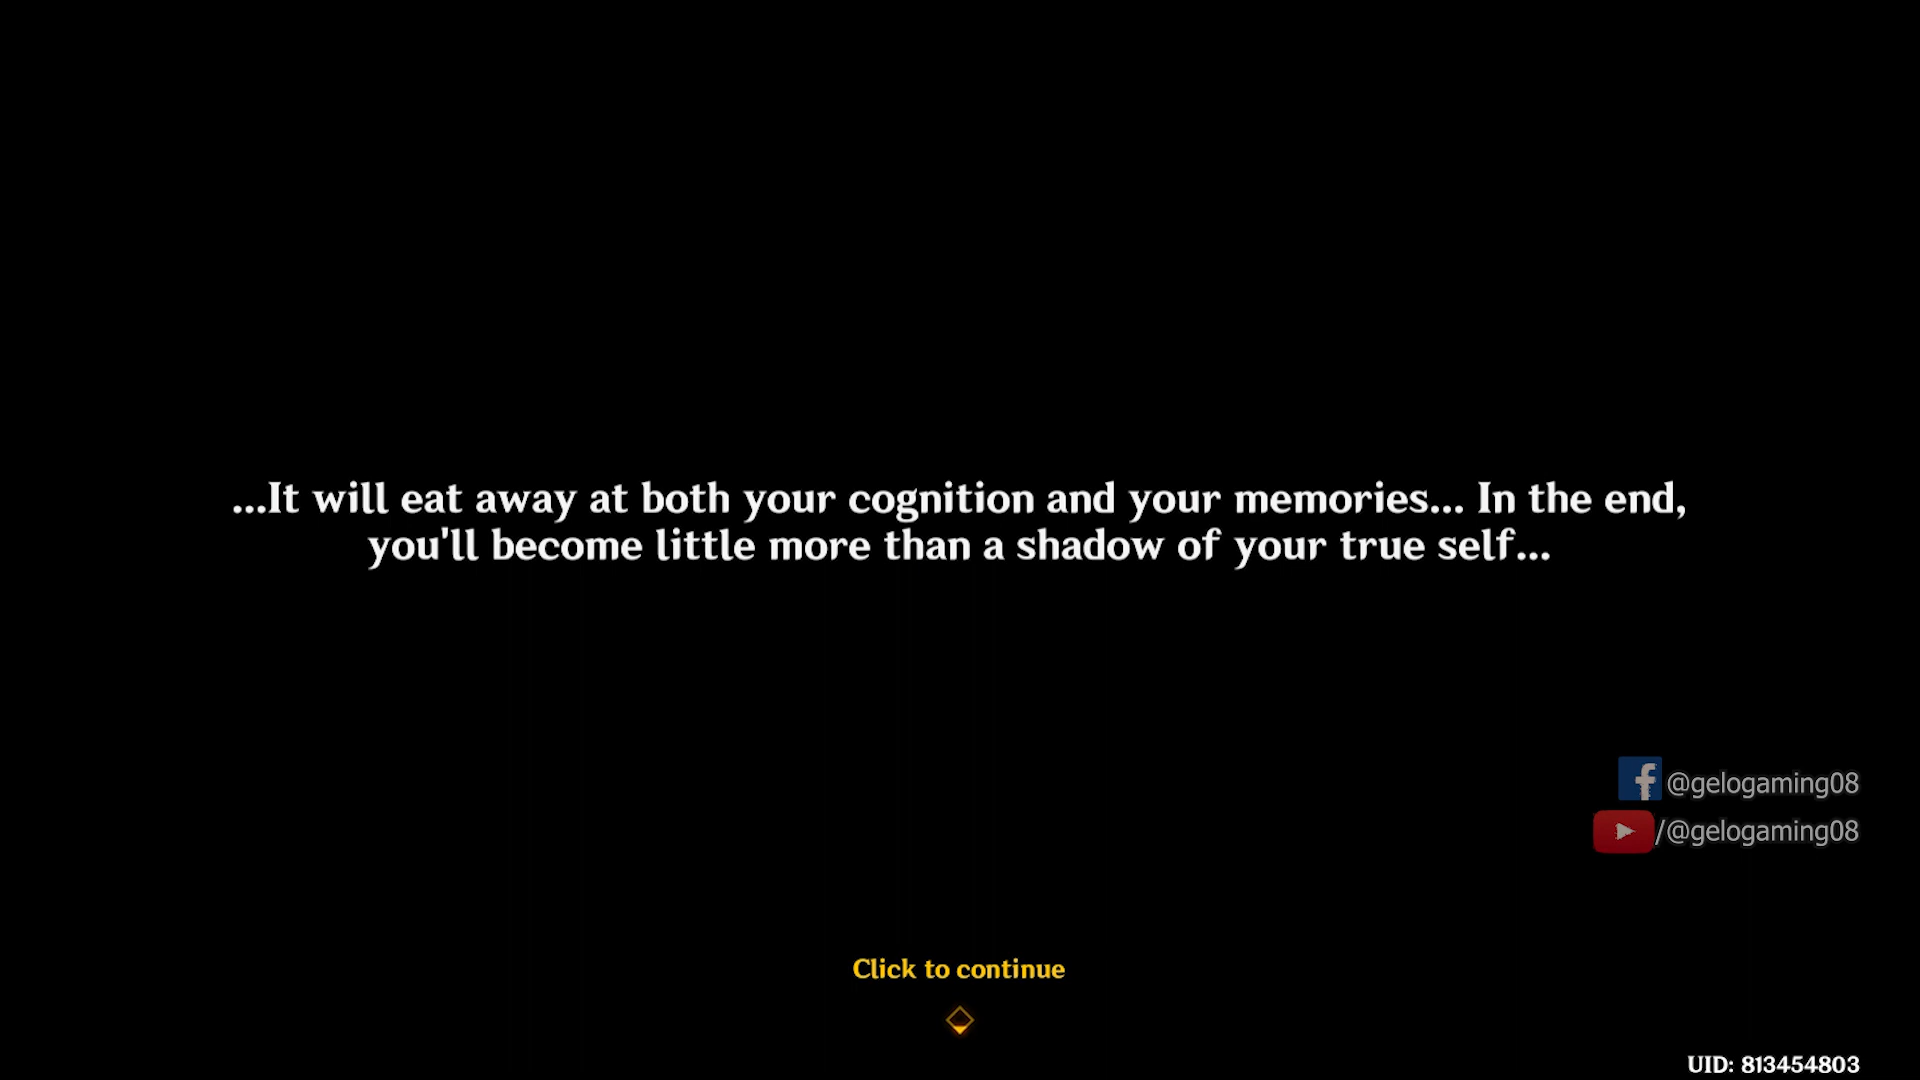 ...It will eat away at both your cognition and your memories... In the end,
you'll become little more than a shadow of your true self...
@gelogaming08
/@gelogaming08
Click to continue
UID: 813454803